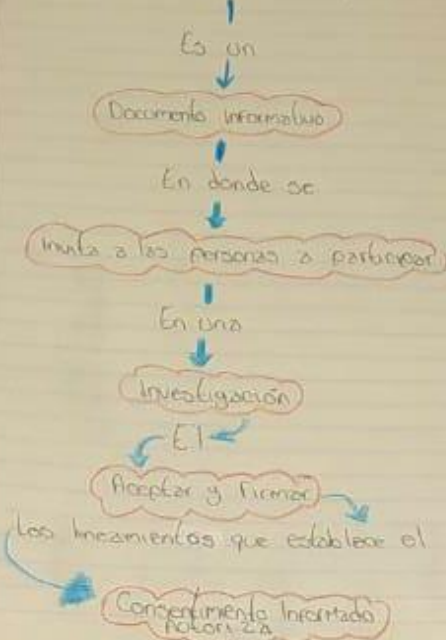 Es un
Documento informativo
En donde se
invita a las personas a participar
En una
Investigación
El
Aceptar y Firmar
Los lineamientos que establece el
Consentimiento Informado
Autoriza